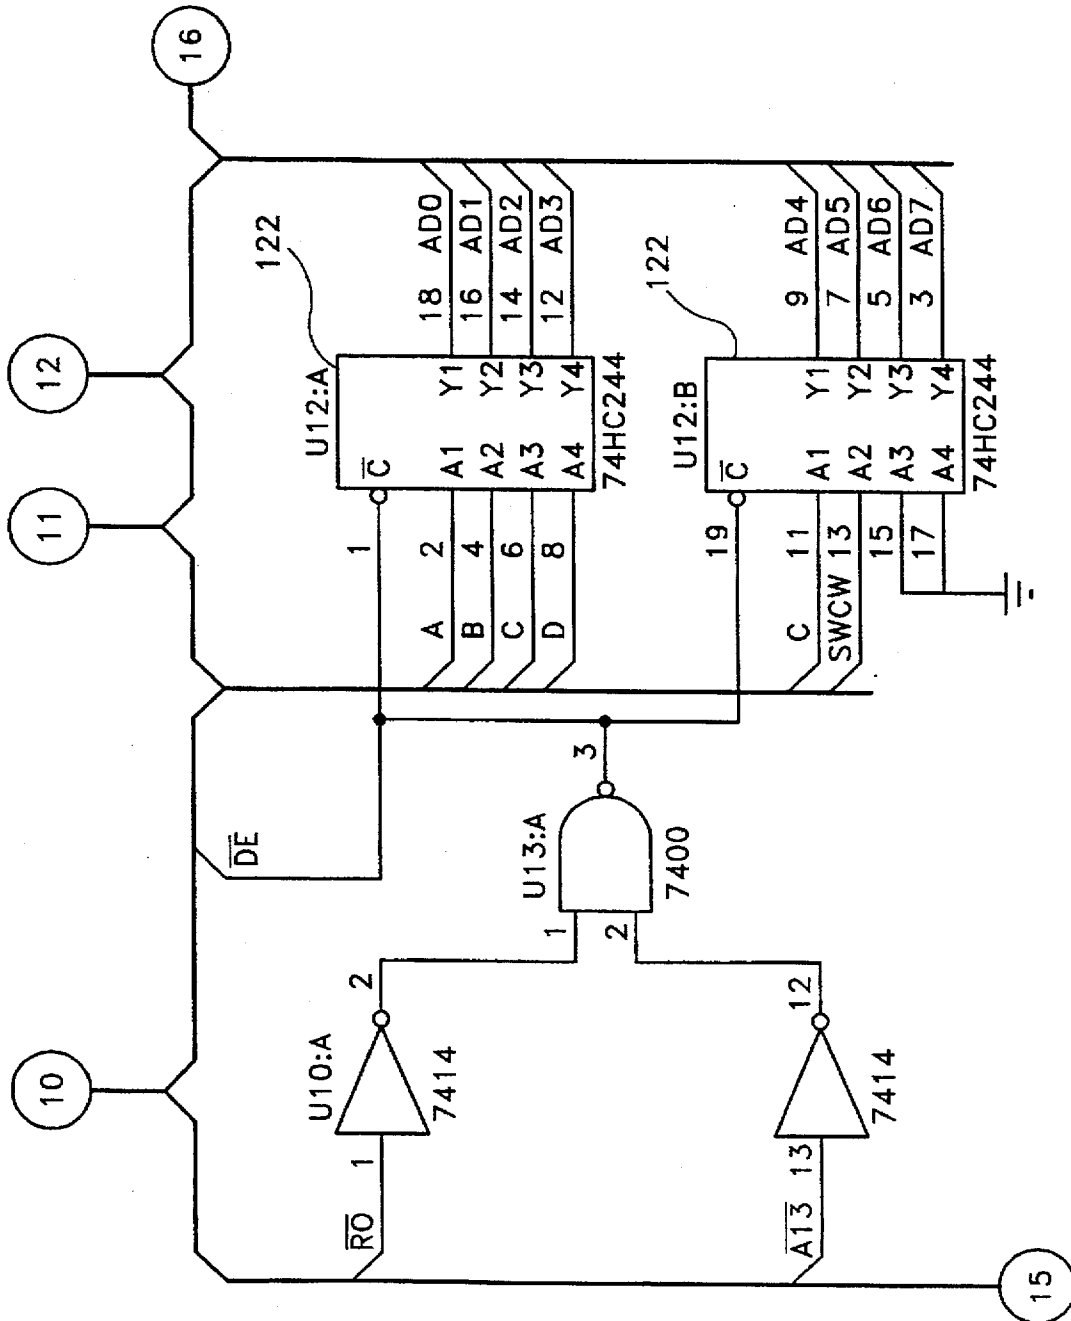 10
11
12
16
15
R̅O̅
1
U10:A
2
7414
A̅1̅3̅
13
12
7414
D̅E̅
1
2
U13:A
3
7400
U12:A
122
1
C̅
A 2 A1 Y1 18 AD0
B 4 A2 Y2 16 AD1
C 6 A3 Y3 14 AD2
D 8 A4 Y4 12 AD3
74HC244
U12:B
122
19
C̅
C 11 A1 Y1 9 AD4
SWCW 13 A2 Y2 7 AD5
15 A3 Y3 5 AD6
17 A4 Y4 3 AD7
74HC244